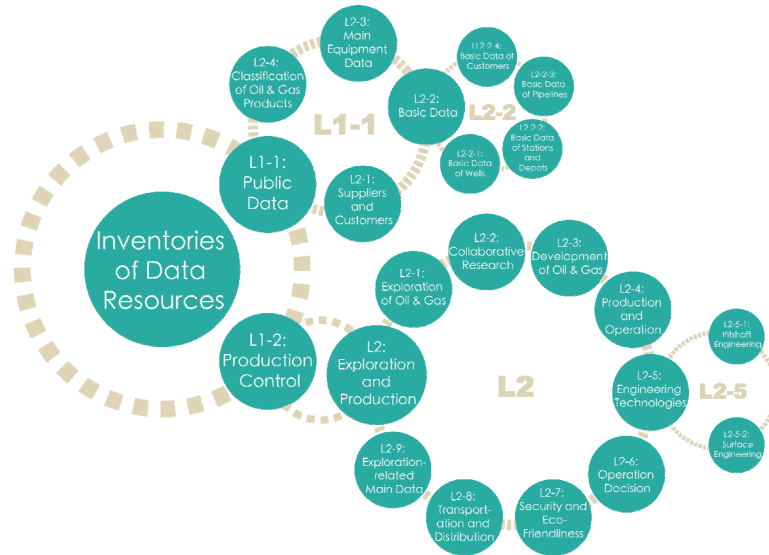 L2-3:
Main
Equipment
Data
L2-4:
Classification
of Oil & Gas
Products
L1-1
L2-2:
Basic Data
L2-2-4:
Basic Data of
Customers
L2-2-3:
Basic Data
of Pipelines
L2-2
L2-2-2:
Basic Data
of Stations
and
Depots
L2-2-1:
Basic Data
of Wells
L1-1:
Public
Data
L2-1:
Suppliers
and
Customers
Inventories
of Data
Resources
L1-2:
Production
Control
L2:
Exploration
and
Production
L2-1:
Exploration
of Oil & Gas
L2-2:
Collaborative
Research
L2-3:
Development
of Oil & Gas
L2-4:
Production
and
Operation
L2
L2-5:
Engineering
Technologies
L2-5
L2-5-1:
Pitshaft
Engineering
L2-5-2:
Surface
Engineering
L2-6:
Operation
Decision
L2-7:
Security and
Eco-
Friendliness
L2-8:
Transport-
ation and
Distribution
L2-9:
Exploration-
related
Main Data